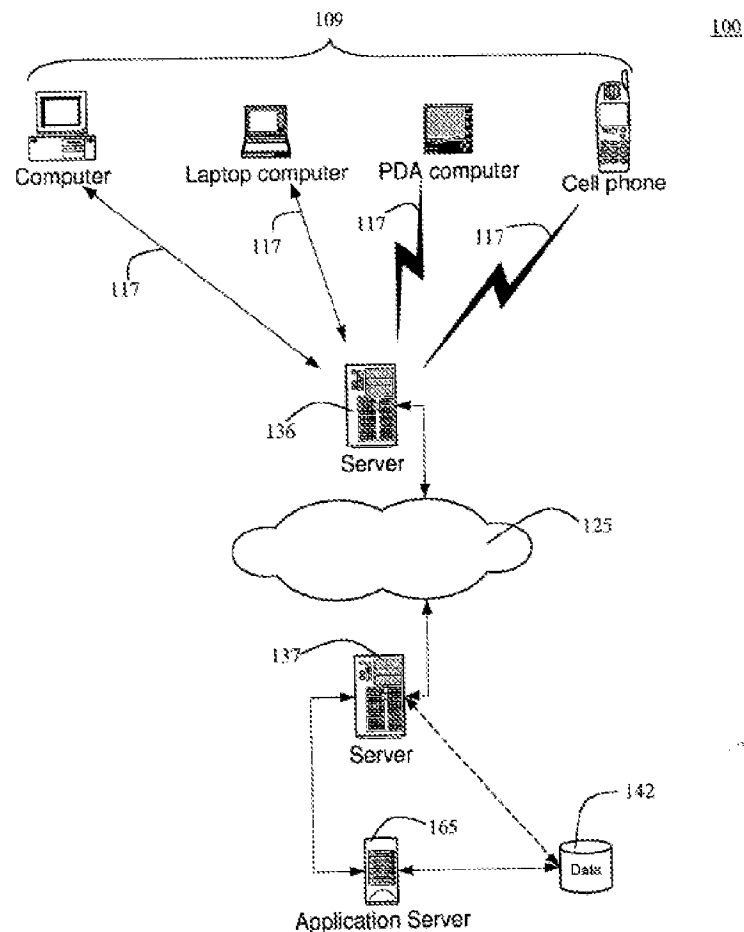 109
100
Computer
Laptop computer
PDA computer
Cell phone
117
117
117
117
136
Server
125
137
Server
165
142
Data
Application Server